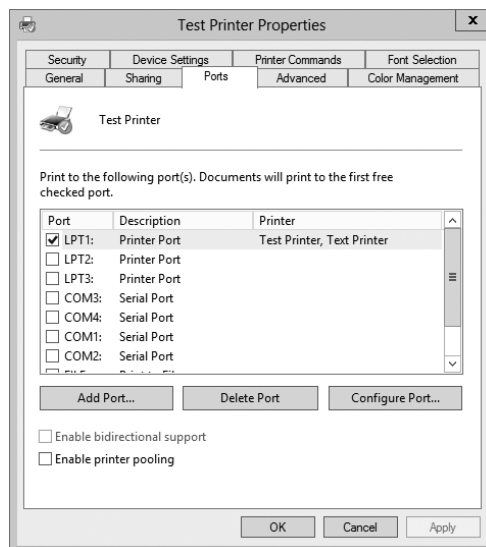 Test Printer Properties
x
Security Device Settings Printer Commands Font Selection
General Sharing Ports Advanced Color Management
Test Printer
Print to the following port(s). Documents will print to the first free
checked port.
Port Description Printer
LPT1: Printer Port Test Printer, Text Printer
LPT2: Printer Port
LPT3: Printer Port
COM3: Serial Port
COM4: Serial Port
COM1: Serial Port
COM2: Serial Port
Add Port... Delete Port Configure Port...
Enable bidirectional support
Enable printer pooling
OK Cancel Apply